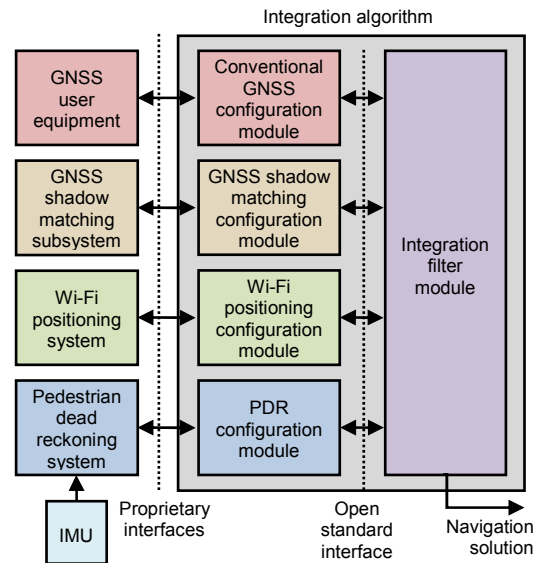 Integration algorithm
GNSS
user
equipment
Conventional
GNSS
configuration
module
GNSS
shadow
matching
subsystem
GNSS shadow
matching
configuration
module
Integration
filter
module
Wi-Fi
positioning
system
Wi-Fi
positioning
configuration
module
Pedestrian
dead
reckoning
system
PDR
configuration
module
IMU
Proprietary
interfaces
Open
standard
interface
Navigation
solution